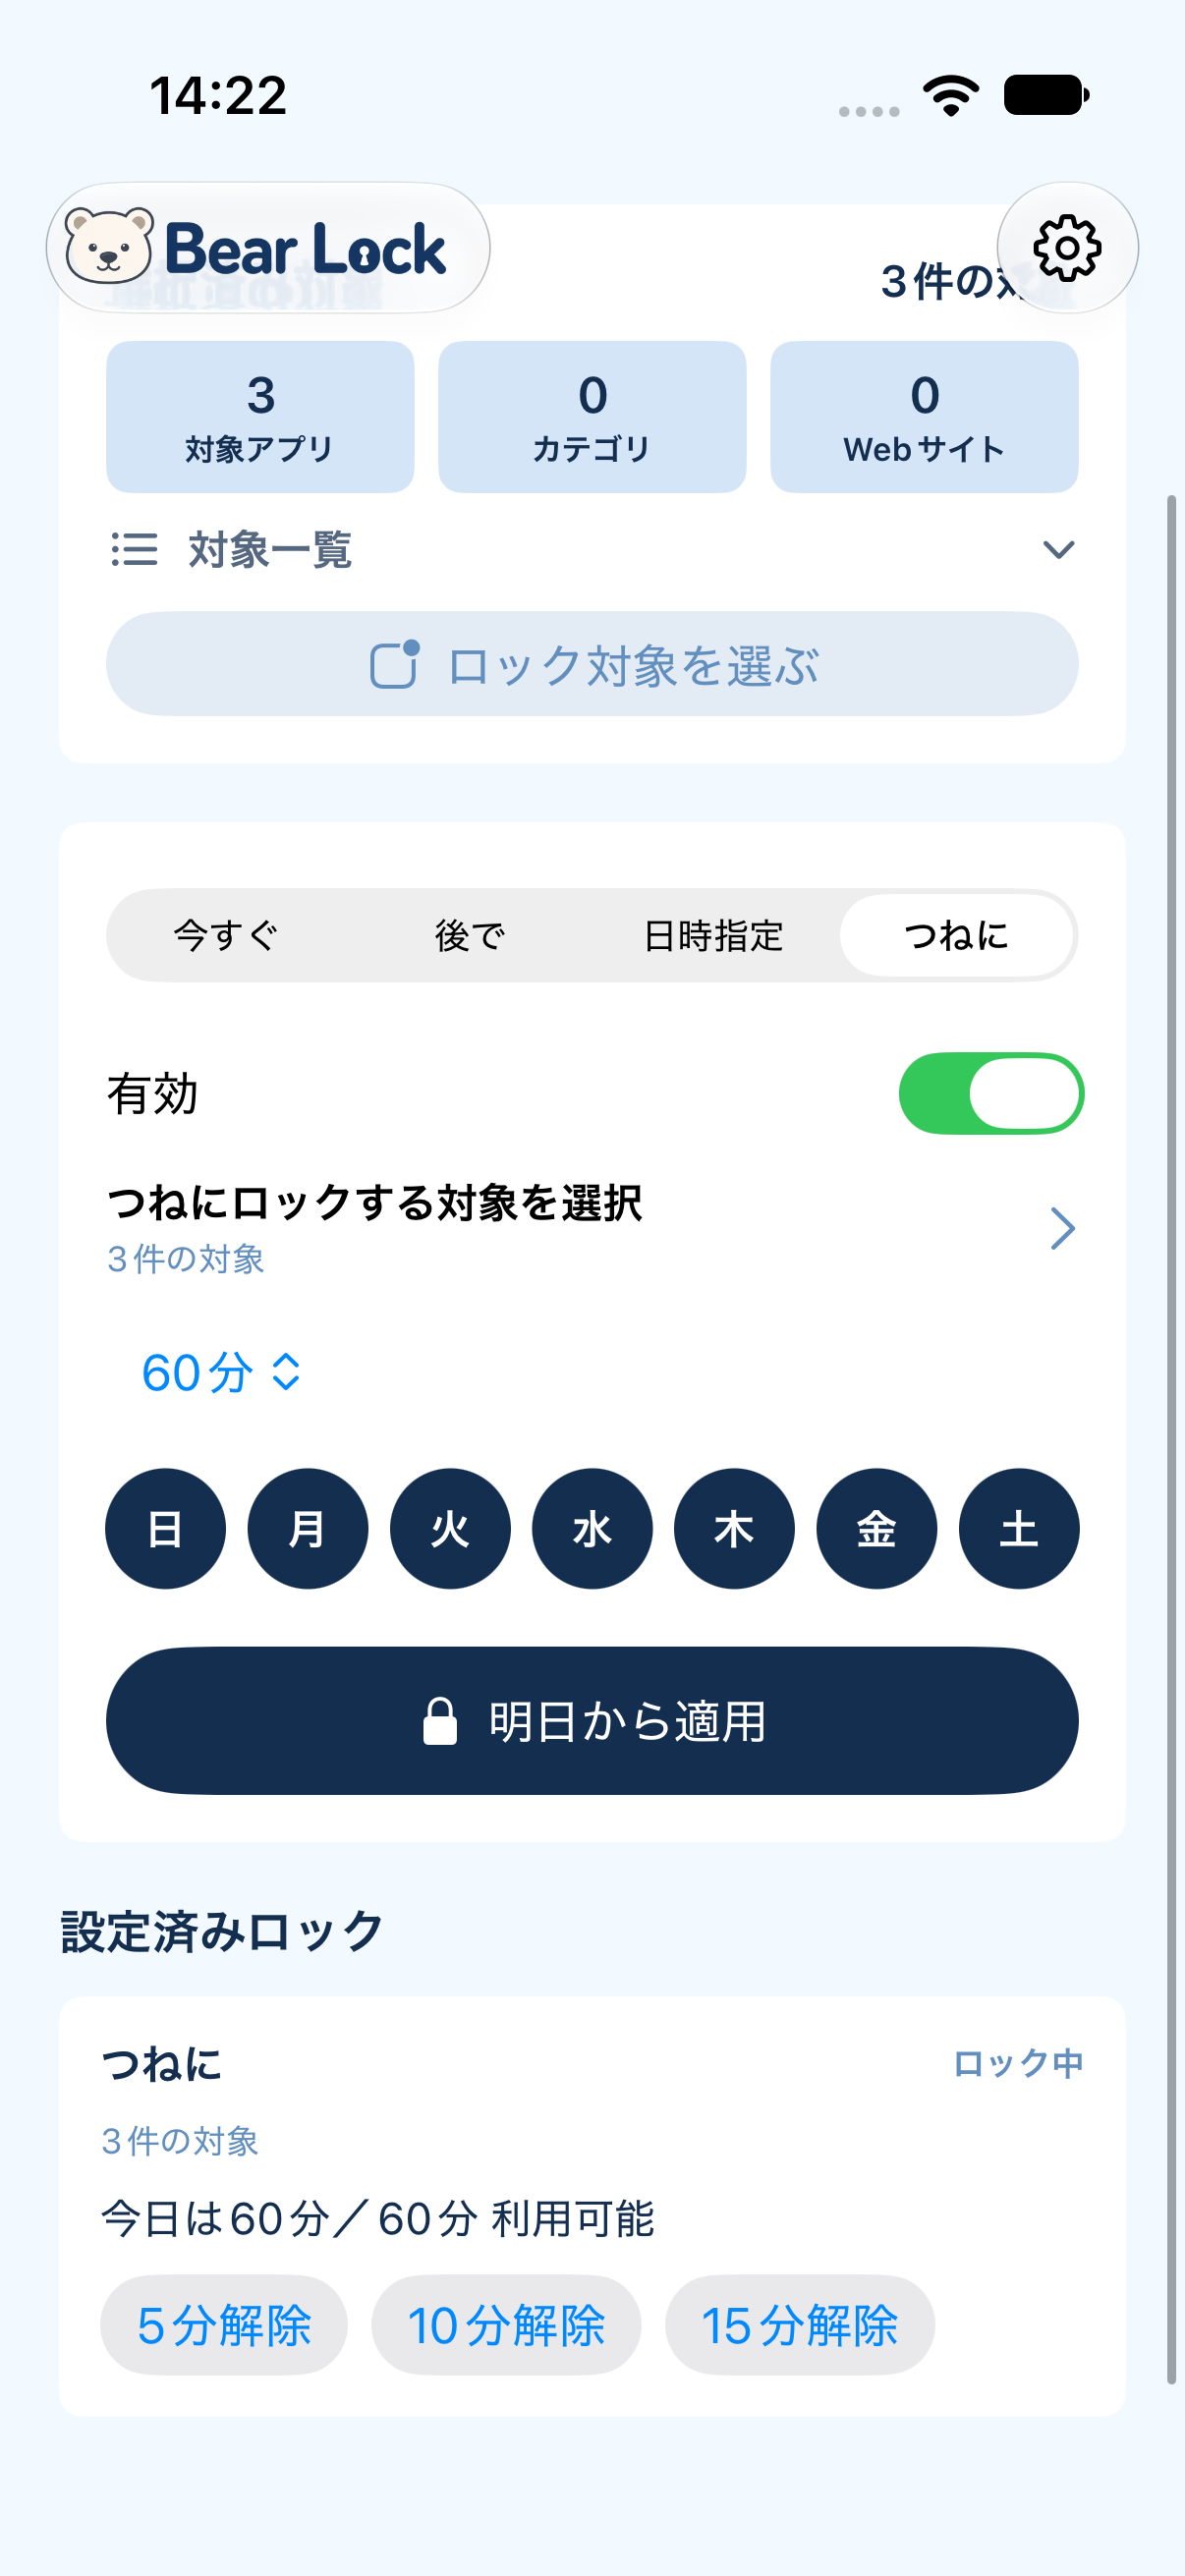 14:22
Bear Lock
3件の対
3
対象アプリ
0
カテゴリ
0
Webサイト
対象一覧
ロック対象を選ぶ
今すぐ
後で
日時指定
つねに
有効
つねにロックする対象を選択
3件の対象
60分
日
月
火
水
木
金
土
明日から適用
設定済みロック
つねに
ロック中
3件の対象
今日は60分／60分 利用可能
5分解除
10分解除
15分解除